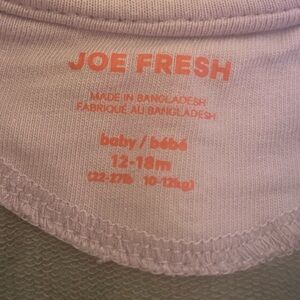 JOE FRESH
MADE IN BANGLADESH
FABRIQUÉ AU BANGLADESH
baby / bébé
12-18m
(22-27lb 10-12kg)